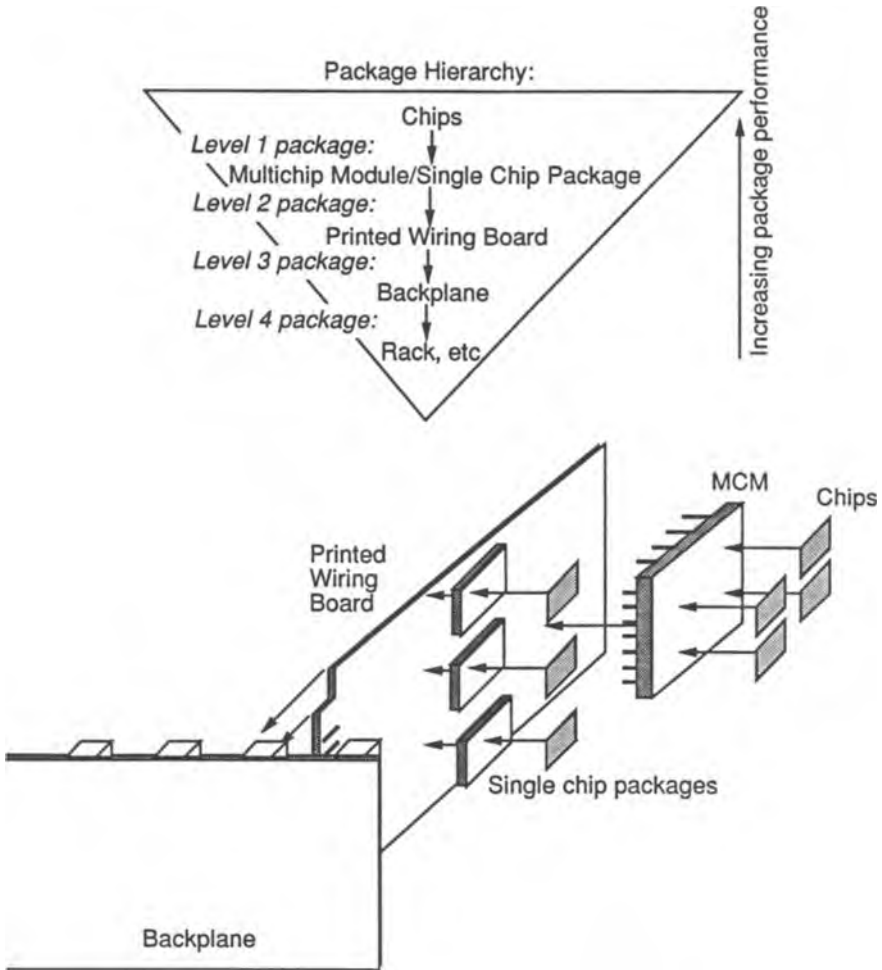 Package Hierarchy:
Chips
Level 1 package:
Multichip Module/Single Chip Package
Level 2 package:
Printed Wiring Board
Level 3 package:
Backplane
Level 4 package:
Rack, etc
Increasing package performance
MCM
Chips
Printed
Wiring
Board
Single chip packages
Backplane